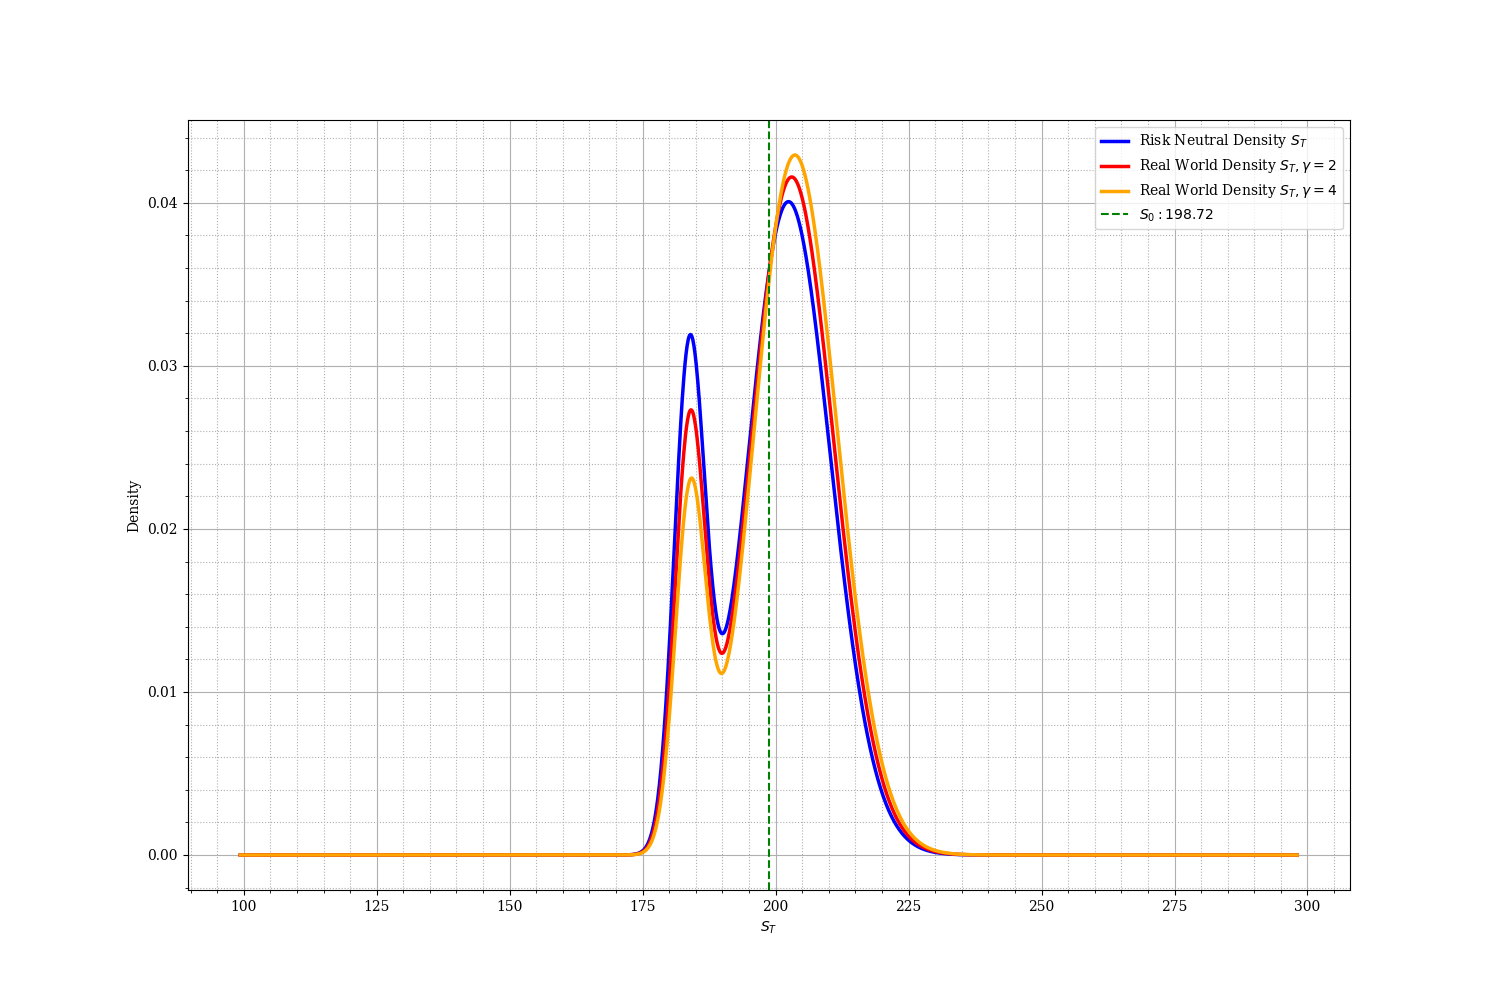 Risk Neutral Density S_T
Real World Density S_T, γ = 2
Real World Density S_T, γ = 4
S_0 : 198.72
0.04
0.03
0.02
0.01
0.00
Density
100 125 150 175 200 225 250 275 300
S_T